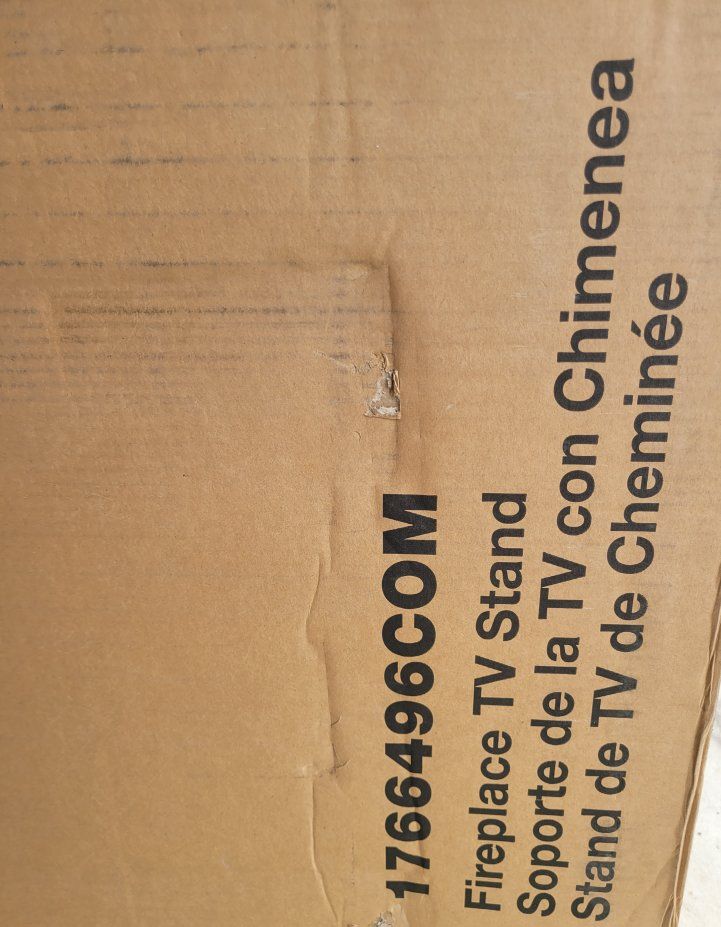 1766496COM
Fireplace TV Stand
Soporte de la TV con Chimenea
Stand de TV de Cheminée